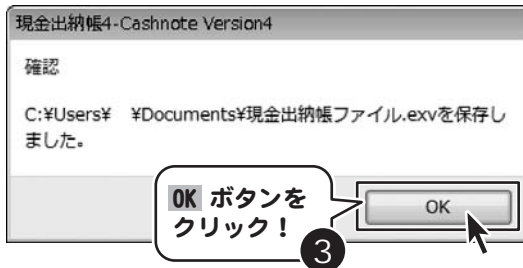 現金出納帳4-Cashnote Version4
確認
C:¥Users¥ ¥Documents¥現金出納帳ファイル.exvを保存し
ました。
OK ボタンを
クリック！
OK
3